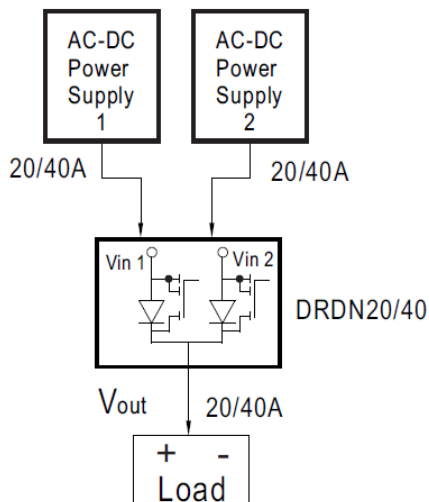 AC-DC
Power
Supply
1
AC-DC
Power
Supply
2
20/40A
20/40A
Vin 1
Vin 2
DRDN20/40
Vout
20/40A
+ -
Load